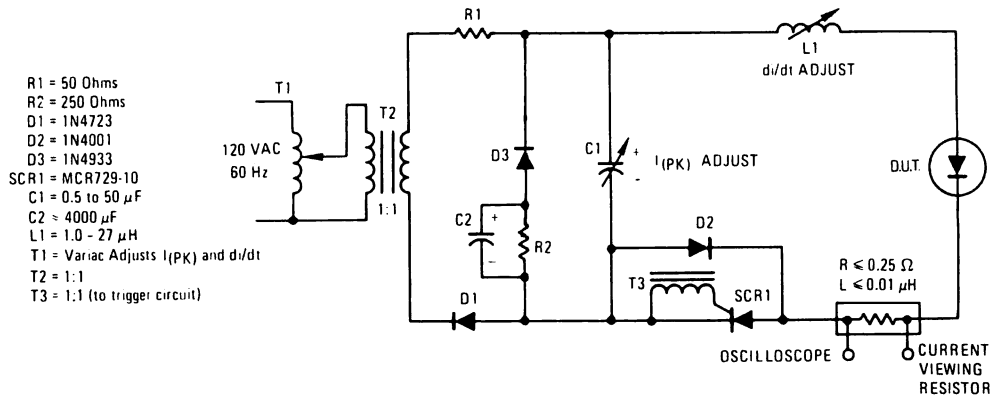 R1 = 50 Ohms
R2 = 250 Ohms
D1 = 1N4723
D2 = 1N4001
D3 = 1N4933
SCR1 = MCR729-10
C1 = 0.5 to 50 μF
C2 ≈ 4000 μF
L1 = 1.0 - 27 μH
T1 = Variac Adjusts I(PK) and di/dt
T2 = 1:1
T3 = 1:1 (to trigger circuit)
T1
120 VAC
60 Hz
T2
1:1
R1
D3
C2
+
-
R2
D1
C1
+
-
I(PK) ADJUST
L1
di/dt ADJUST
D.U.T.
D2
T3
SCR1
R ⩽ 0.25 Ω
L ⩽ 0.01 μH
OSCILLOSCOPE
CURRENT
VIEWING
RESISTOR